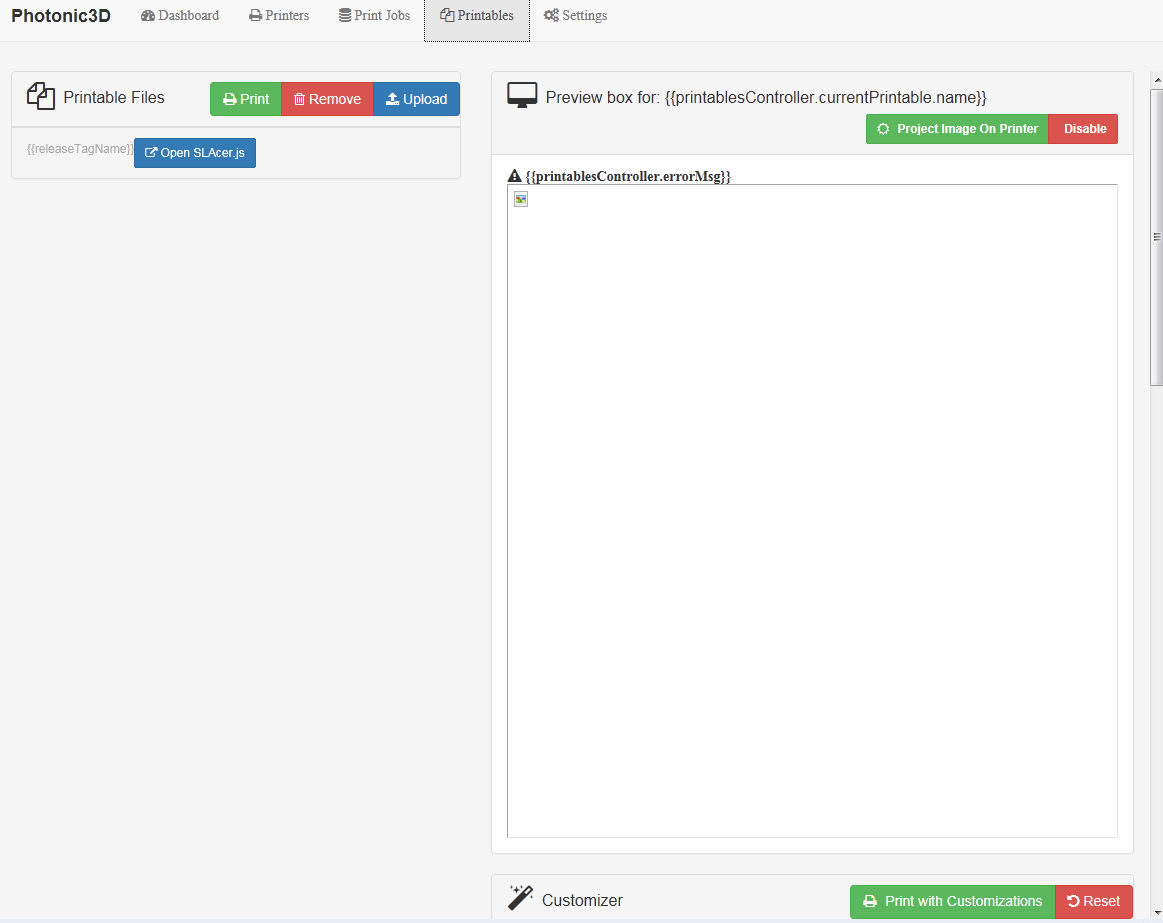 Photonic3D Dashboard Printers Print Jobs Printables Settings
Printable Files Print Remove Upload
{{releaseTagName}} Open SLAcer.js
Preview box for: {{printablesController.currentPrintable.name}}
Project Image On Printer Disable
{{printablesController.errorMsg}}
Customizer Print with Customizations Reset